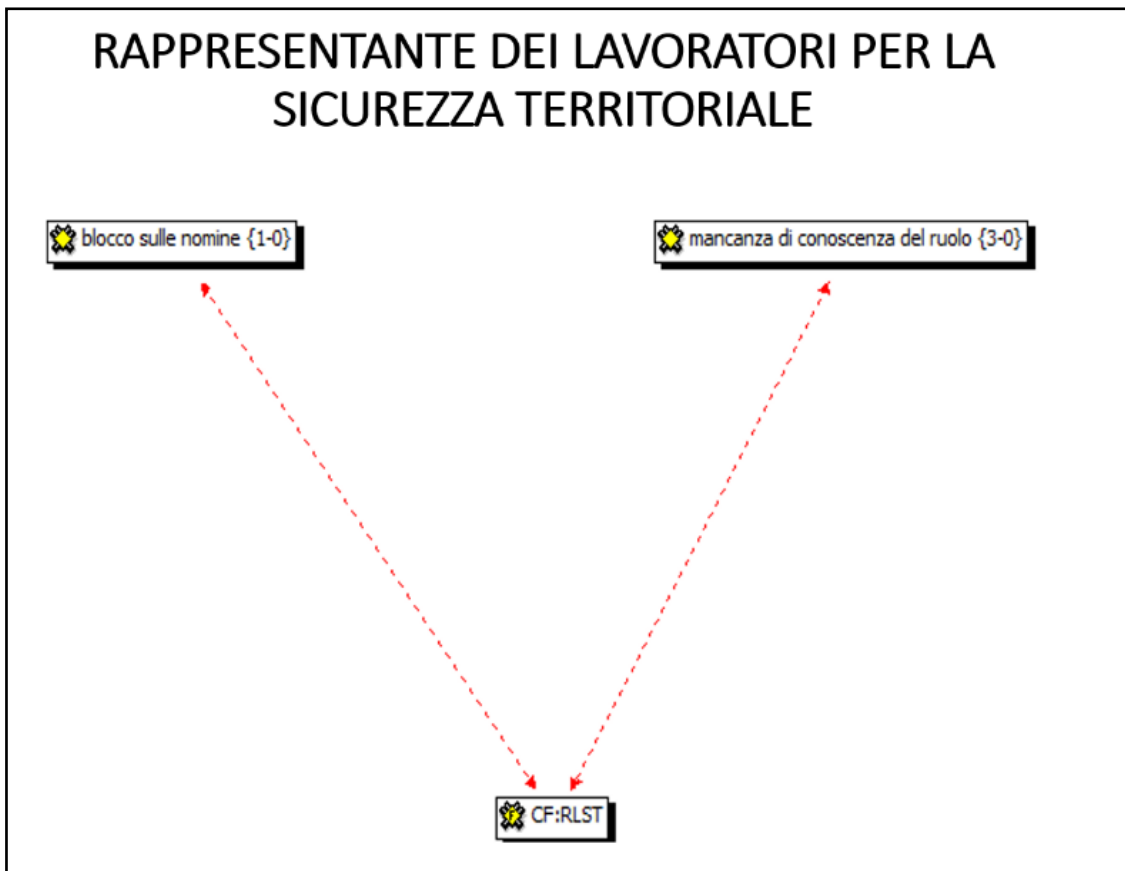 RAPPRESENTANTE DEI LAVORATORI PER LA
SICUREZZA TERRITORIALE
blocco sulle nomine {1-0}
mancanza di conoscenza del ruolo {3-0}
CF:RLST